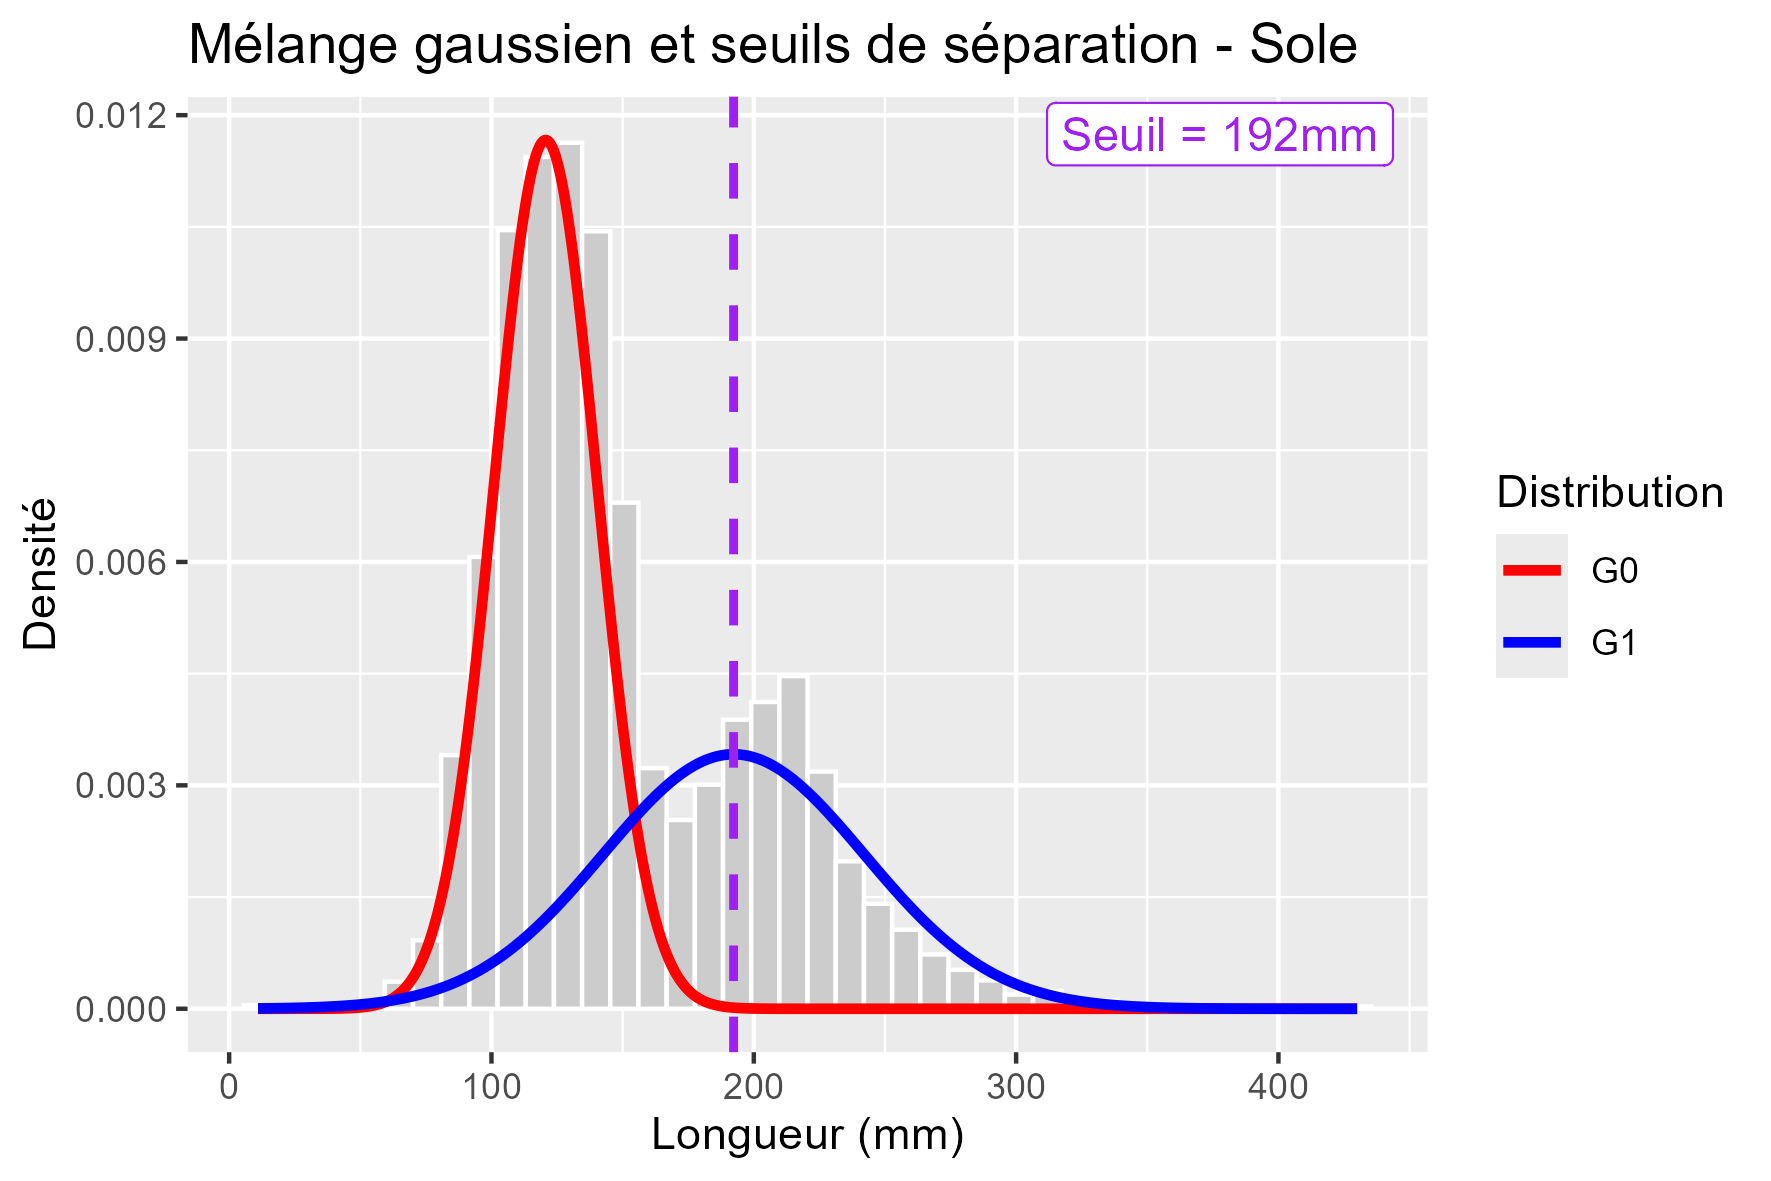 Mélange gaussien et seuils de séparation - Sole
Seuil = 192mm
0.012
0.009
0.006
0.003
0.000
Densité
0
100
200
300
400
Longueur (mm)
Distribution
G0
G1